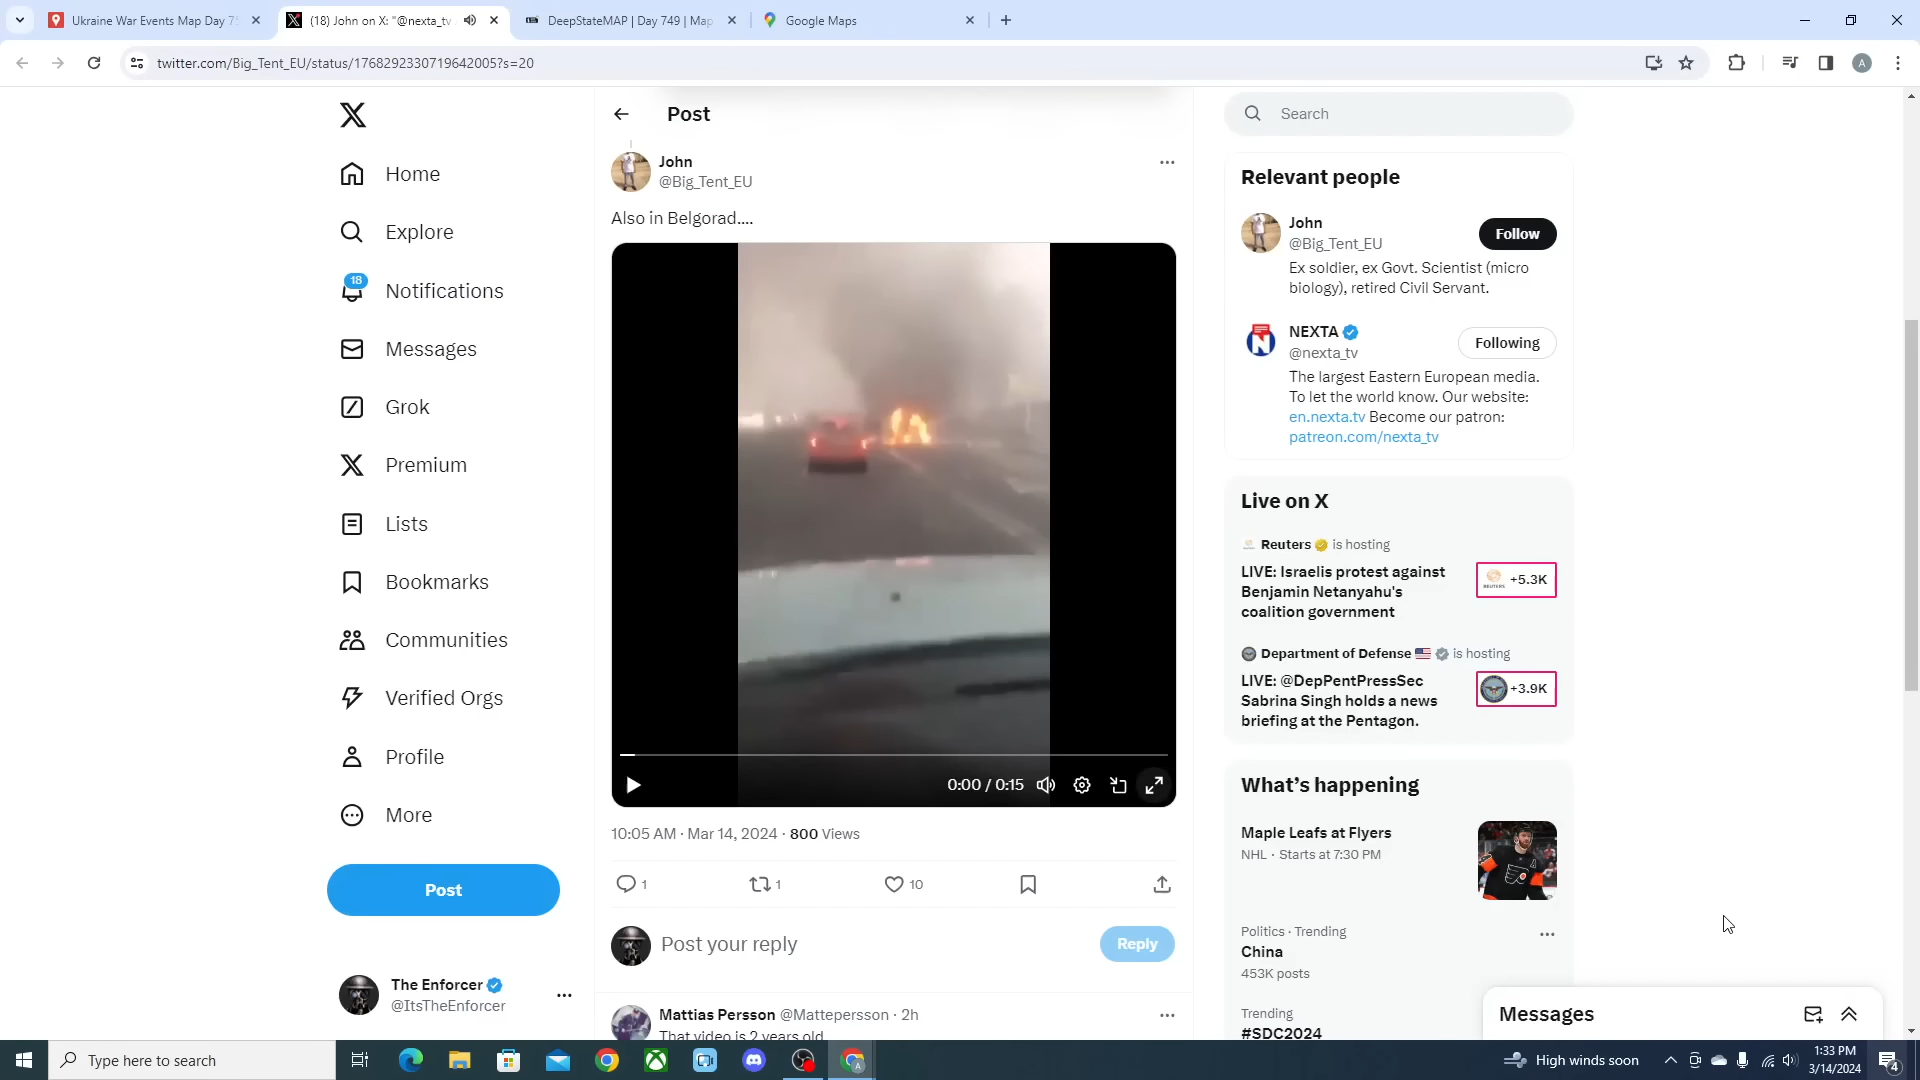 Ukraine War Events Map Day 75
(18) John on X: "@nexta_tv
DeepStateMAP | Day 749 | Map
Google Maps
twitter.com/Big_Tent_EU/status/1768292330719642005?s=20
A
Home
Explore
18
Notifications
Messages
Grok
Premium
Lists
Bookmarks
Communities
Verified Orgs
Profile
More
Post
The Enforcer
@ItsTheEnforcer
Post
John
@Big_Tent_EU
Also in Belgorad....
0:00 / 0:15
10:05 AM · Mar 14, 2024 · 800 Views
1
1
10
Post your reply
Reply
Mattias Persson @Mattepersson · 2h
That video is 2 years old
Search
Relevant people
John
@Big_Tent_EU
Follow
Ex soldier, ex Govt. Scientist (micro
biology), retired Civil Servant.
NEXTA
@nexta_tv
Following
The largest Eastern European media.
To let the world know. Our website:
en.nexta.tv Become our patron:
patreon.com/nexta_tv
Live on X
Reuters is hosting
LIVE: Israelis protest against
Benjamin Netanyahu's
coalition government
REUTERS
+5.3K
Department of Defense is hosting
LIVE: @DepPentPressSec
Sabrina Singh holds a news
briefing at the Pentagon.
+3.9K
What's happening
Maple Leafs at Flyers
NHL · Starts at 7:30 PM
Politics · Trending
China
453K posts
Trending
#SDC2024
Messages
Type here to search
A
High winds soon
1:33 PM
3/14/2024
4